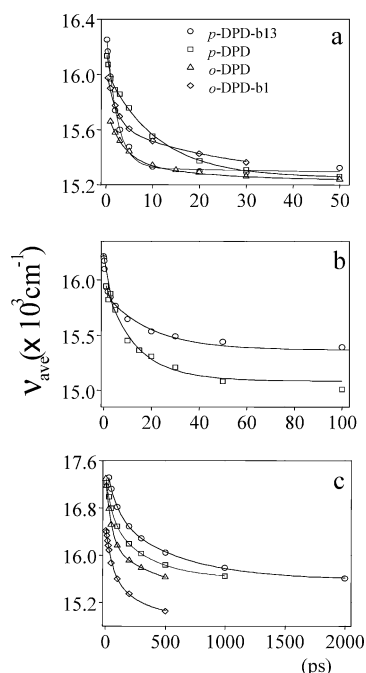 16.4
16.0
15.6
15.2
p-DPD-b13
p-DPD
o-DPD
o-DPD-b1
a
0 10 20 30 40 50
16.0
15.5
15.0
b
0 20 40 60 80 100
ν_ave (x 10³cm⁻¹)
17.6
16.8
16.0
15.2
c
0 500 1000 1500 2000
(ps)